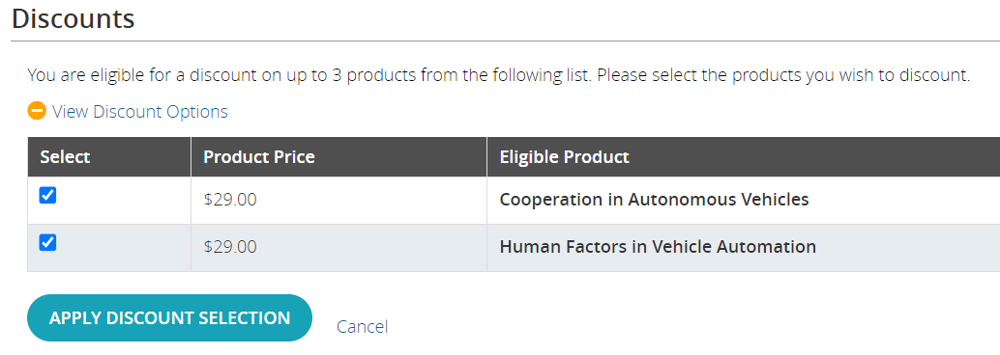 Discounts
You are eligible for a discount on up to 3 products from the following list. Please select the products you wish to discount.
View Discount Options
Select Product Price Eligible Product
$29.00 Cooperation in Autonomous Vehicles
$29.00 Human Factors in Vehicle Automation
APPLY DISCOUNT SELECTION Cancel